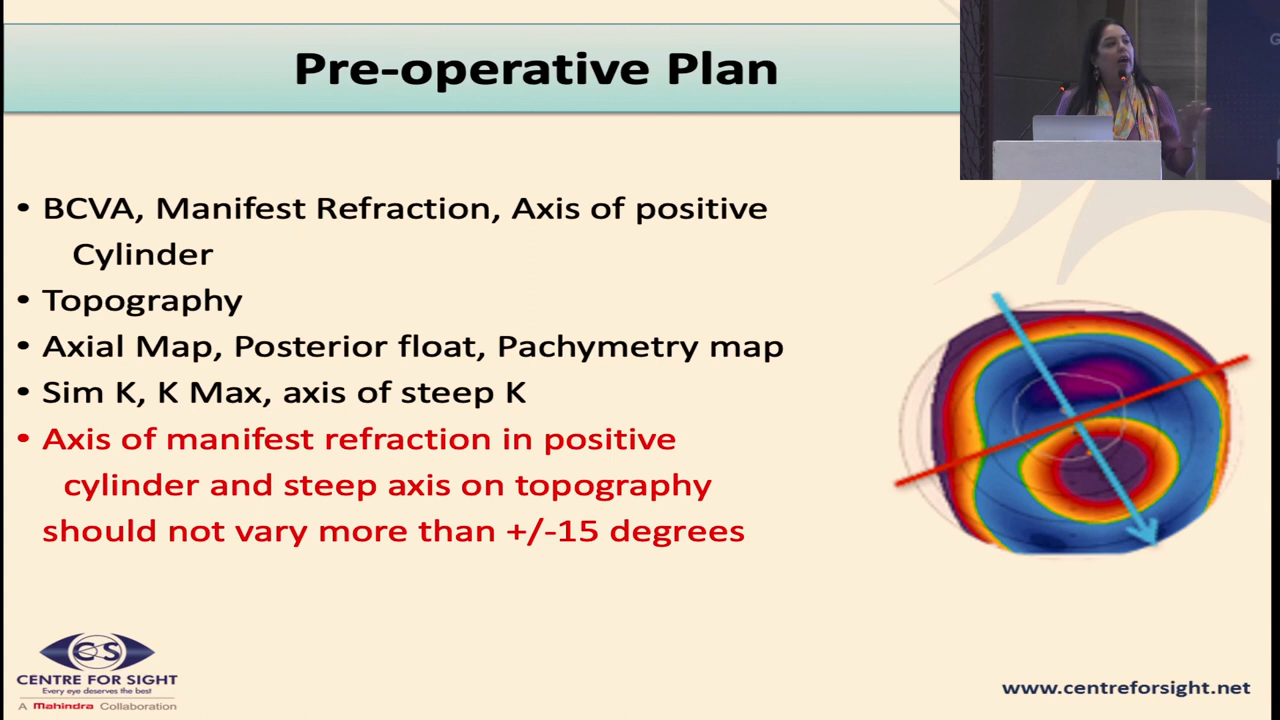 Pre-operative Plan
• BCVA, Manifest Refraction, Axis of positive
Cylinder
• Topography
• Axial Map, Posterior float, Pachymetry map
• Sim K, K Max, axis of steep K
• Axis of manifest refraction in positive
cylinder and steep axis on topography
should not vary more than +/-15 degrees
CS
CENTRE FOR SIGHT
Every eye deserves the best
A Mahindra Collaboration
www.centreforsight.net
G